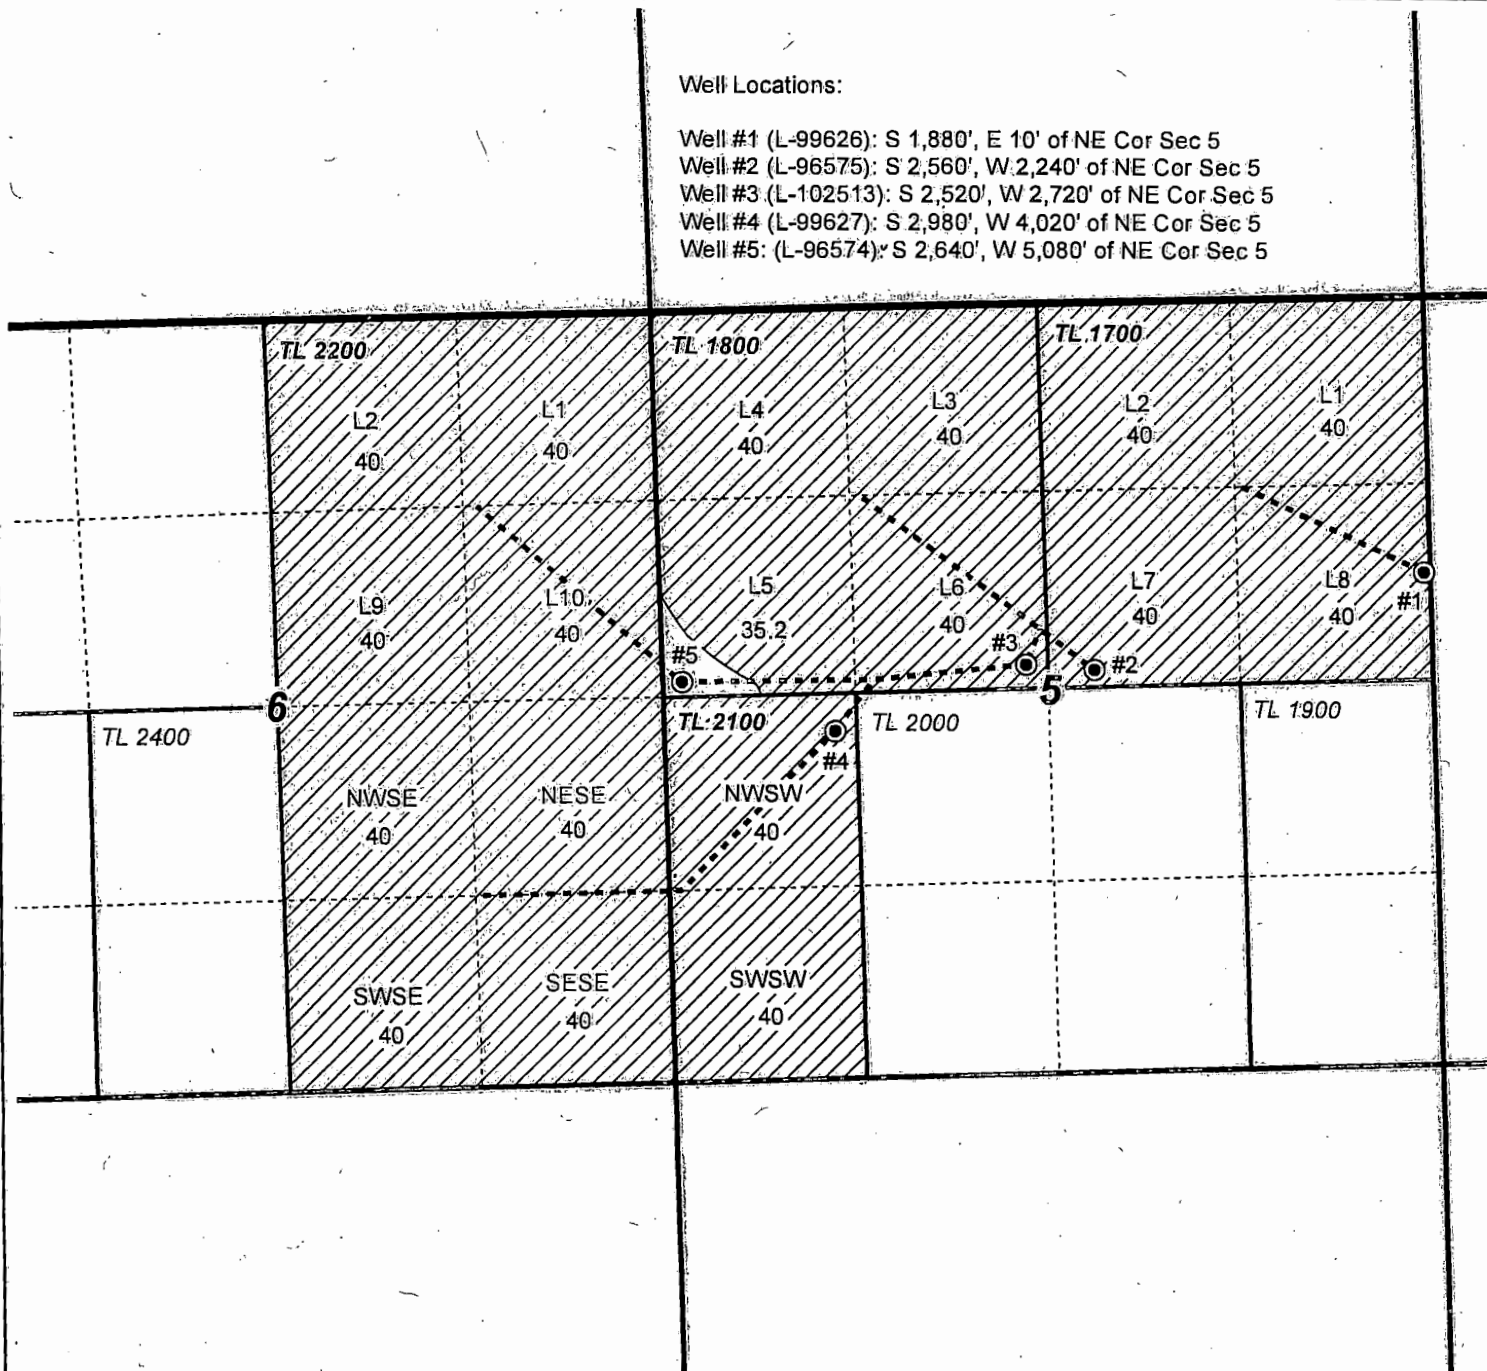 Well Locations:
Well #1 (L-99626): S 1,880', E 10' of NE Cor Sec 5
Well #2 (L-96575): S 2,560', W 2,240' of NE Cor Sec 5
Well #3 (L-102513): S 2,520', W 2,720' of NE Cor Sec 5
Well #4 (L-99627): S 2,980', W 4,020' of NE Cor Sec 5
Well #5: (L-96574): S 2,640', W 5,080' of NE Cor Sec 5
TL 2200
TL 1800
TL 1700
L2
40
L1
40
L4
40
L3
40
L2
40
L1
40
L9
40
L10
40
L5
35.2
L6
40
L7
40
L8
40
#1
#5
#3
#2
6
5
TL 2400
TL 2100
TL 2000
TL 1900
#4
NWSE
40
NESE
40
NWSW
40
SWSE
40
SESE
40
SWSW
40